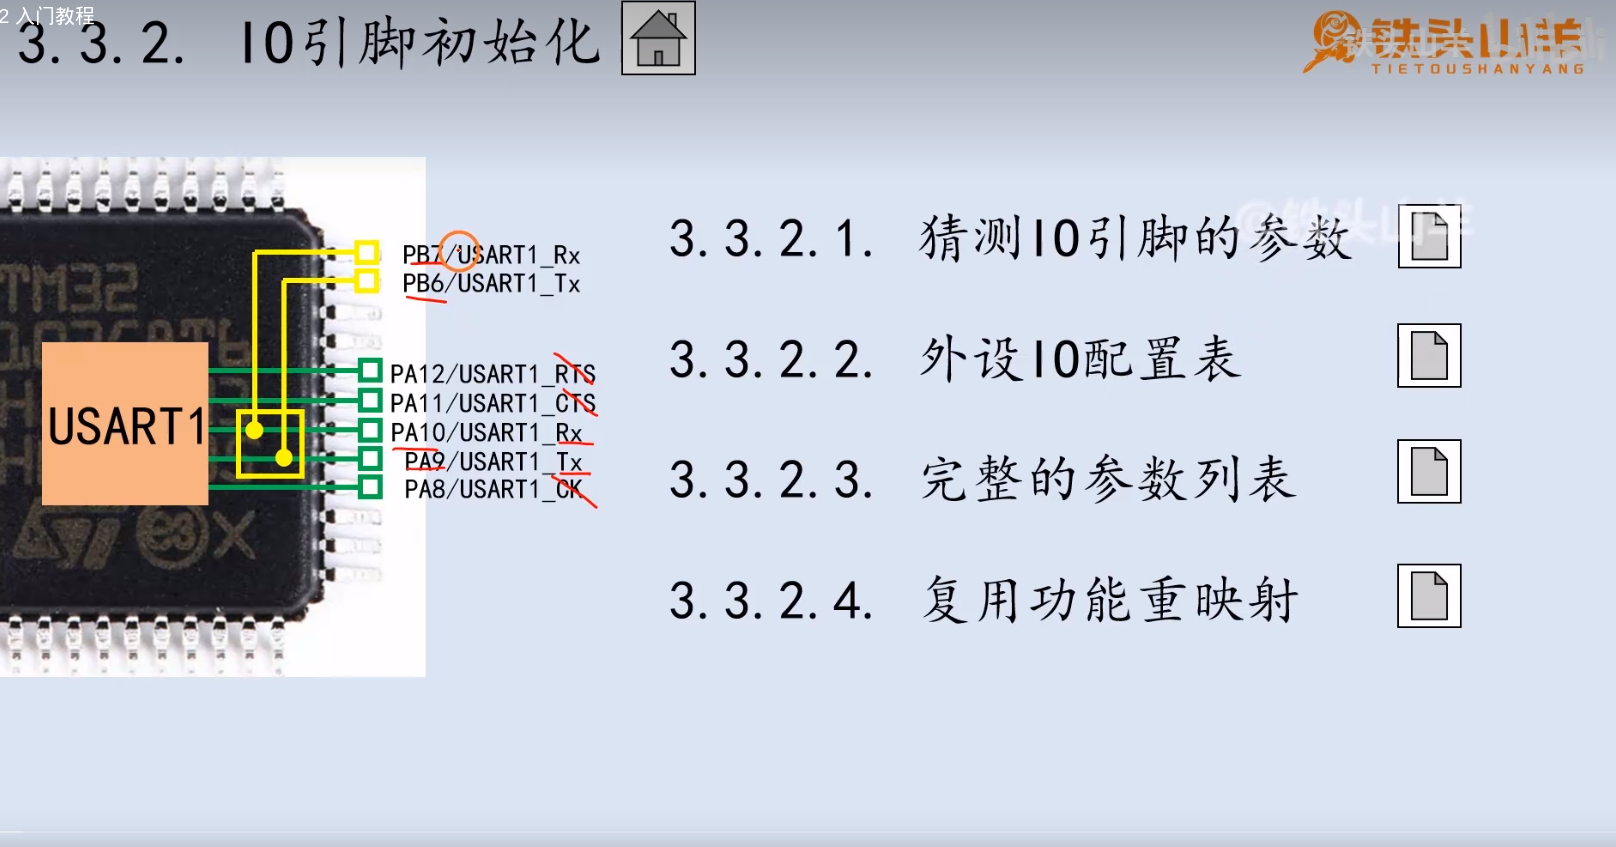 2 入门教程
3.3.2. IO引脚初始化
铁头山羊
TIETOUSHANYANG
PB7/USART1_Rx
PB6/USART1_Tx
PA12/USART1_RTS
PA11/USART1_CTS
PA10/USART1_Rx
PA9/USART1_Tx
PA8/USART1_CK
USART1
3.3.2.1. 猜测IO引脚的参数
@铁头山羊
3.3.2.2. 外设IO配置表
3.3.2.3. 完整的参数列表
3.3.2.4. 复用功能重映射